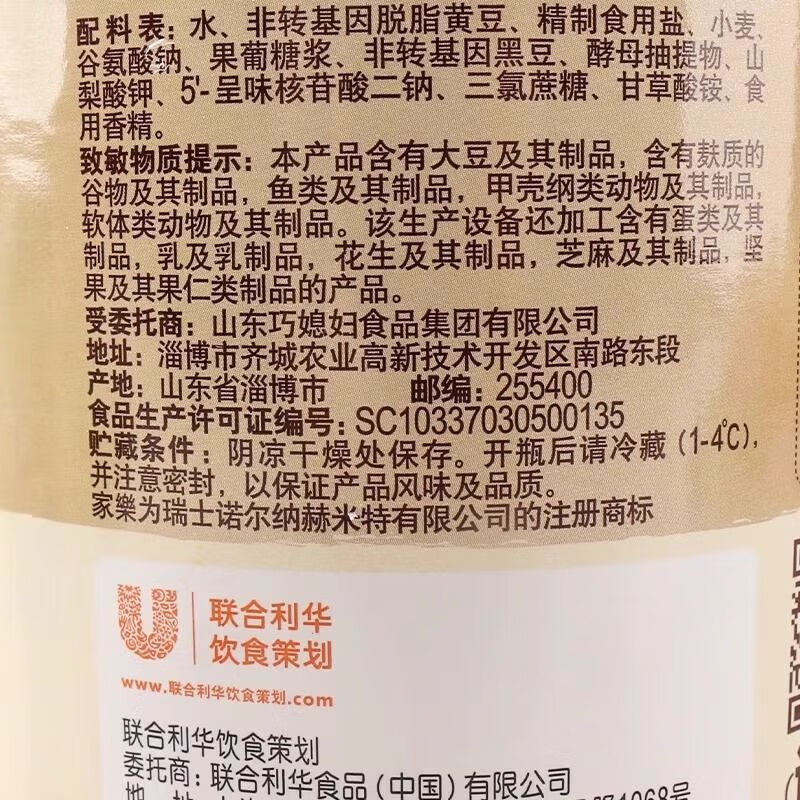 配料表：水、非转基因脱脂黄豆、精制食用盐、小麦、
谷氨酸钠、果葡糖浆、非转基因黑豆、酵母抽提物、山
梨酸钾、5'-呈味核苷酸二钠、三氯蔗糖、甘草酸铵、食
用香精。
致敏物质提示：本产品含有大豆及其制品，含有麸质的
谷物及其制品，鱼类及其制品，甲壳纲类动物及其制品，
软体类动物及其制品。该生产设备还加工含有蛋类及其
制品，乳及乳制品，花生及其制品，芝麻及其制品，坚
果及其果仁类制品的产品。
受委托商：山东巧媳妇食品集团有限公司
地址：淄博市齐城农业高新技术开发区南路东段
产地：山东省淄博市 邮编：255400
食品生产许可证编号：SC10337030500135
贮藏条件：阴凉干燥处保存。开瓶后请冷藏（1-4℃），
并注意密封，以保证产品风味及品质。
家樂为瑞士诺尔纳赫米特有限公司的注册商标
联合利华
饮食策划
www.联合利华饮食策划.com
联合利华饮食策划
委托商：联合利华食品（中国）有限公司
地 址：
1068号